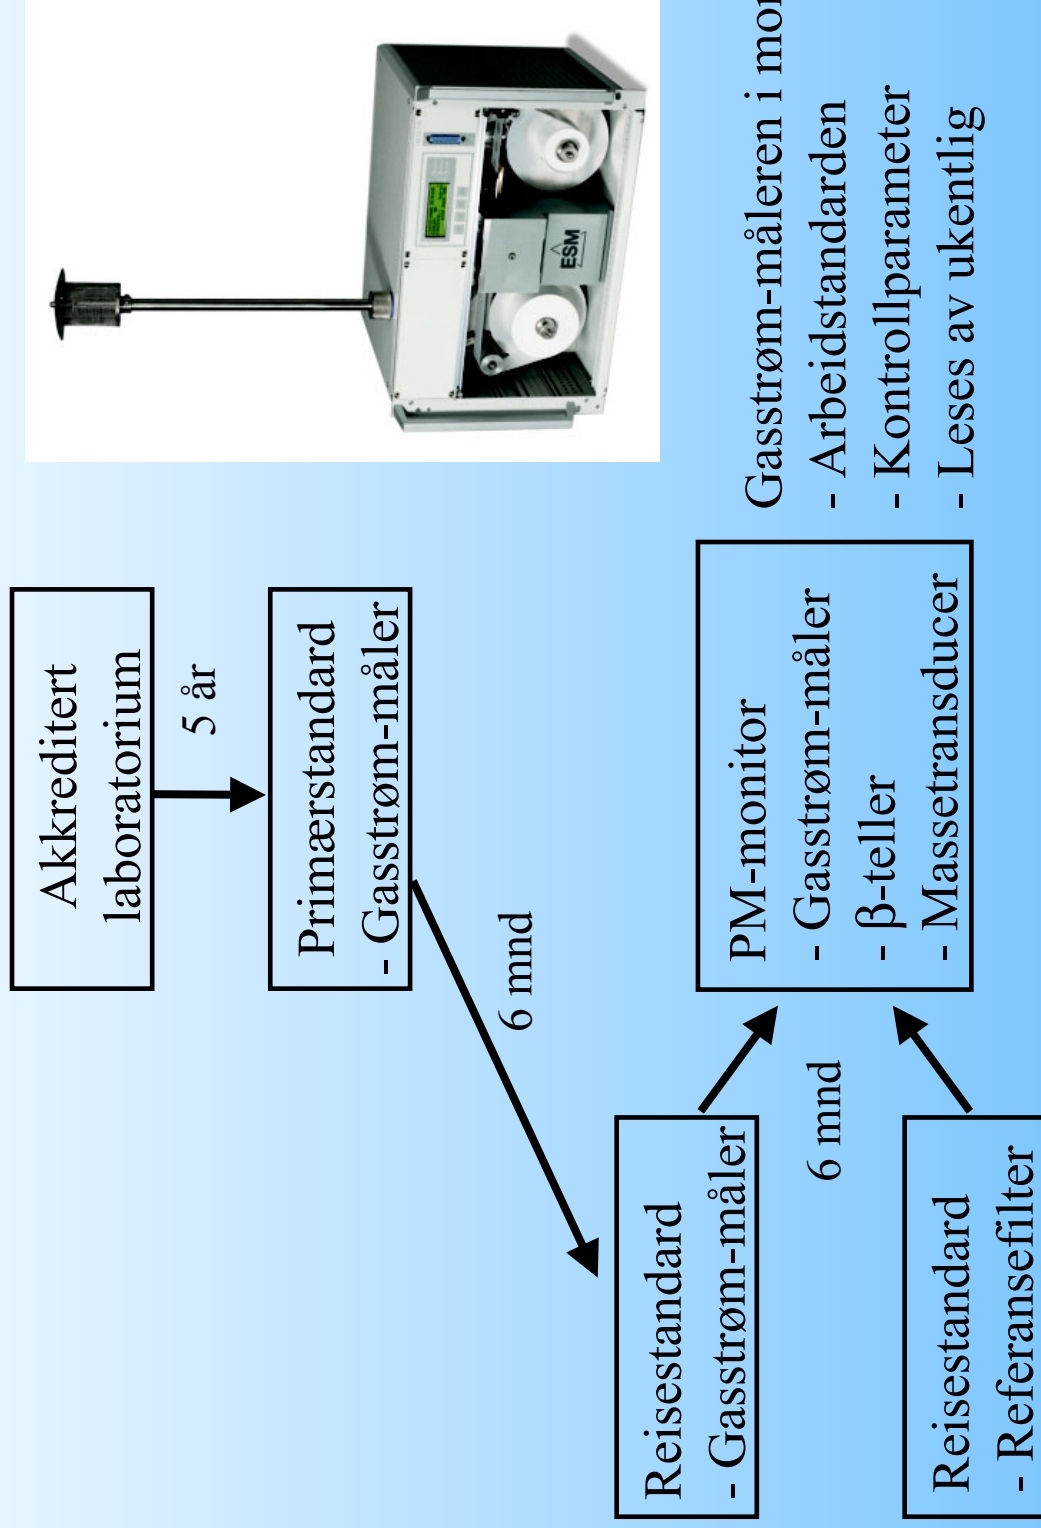 Akkreditert
laboratorium
5 år
Primærstandard
- Gasstrøm-måler
6 mnd
Reisestandard
- Gasstrøm-måler
6 mnd
Reisestandard
- Referansefilter
PM-monitor
- Gasstrøm-måler
- β-teller
- Massetransducer
Gasstrøm-måleren i
- Arbeidstandarden
- Kontrollparameter
- Leses av ukentlig
ESM